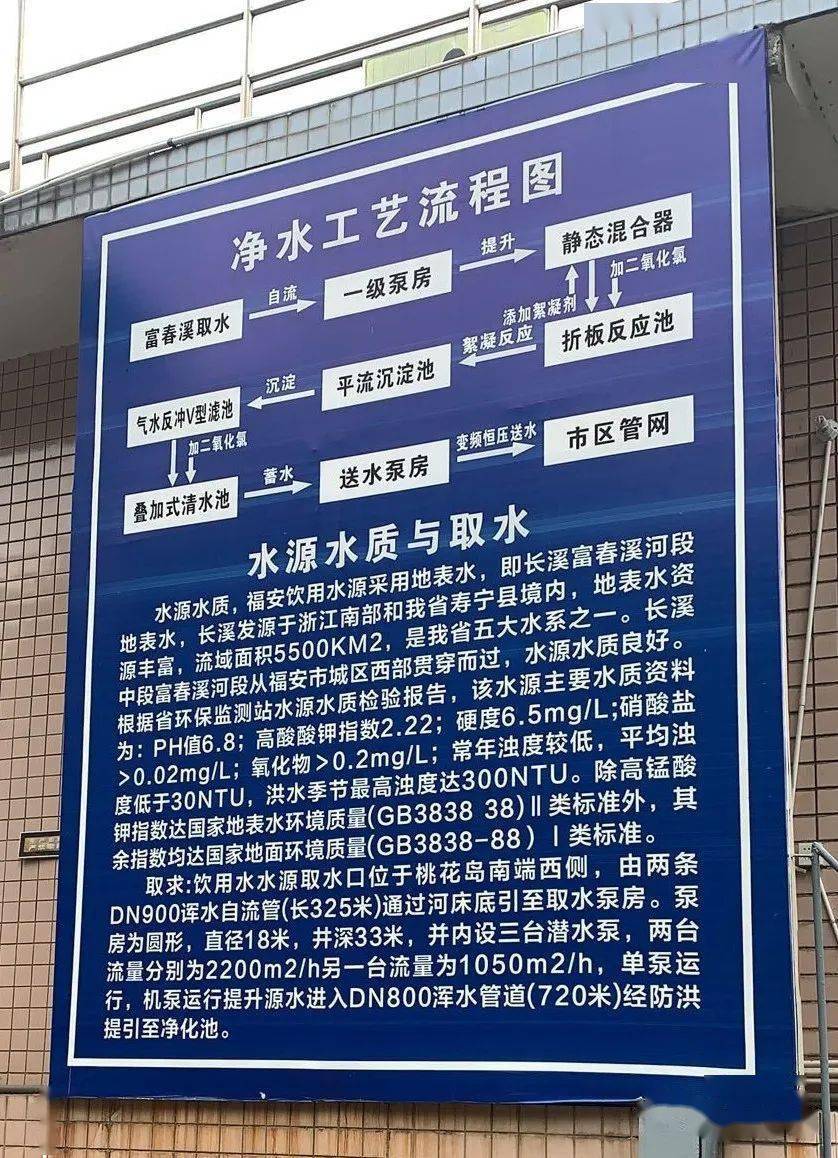 净水工艺流程图
富春溪取水 自流 一级泵房 提升 静态混合器
添加絮凝剂 加二氧化氯
气水反冲V型滤池 沉淀 平流沉淀池 絮凝反应 折板反应池
加二氧化氯
叠加式清水池 蓄水 送水泵房 变频恒压送水 市区管网
水源水质与取水
水源水质，福安饮用水源采用地表水，即长溪富春溪河段
地表水，长溪发源于浙江南部和我省寿宁县境内，地表水资
源丰富，流域面积5500KM2，是我省五大水系之一。长溪
中段富春溪河段从福安市城区西部贯穿而过，水源水质良好。
根据省环保监测站水源水质检验报告，该水源主要水质资料
为：PH值6.8；高酸酸钾指数2.22；硬度6.5mg/L;硝酸盐
>0.02mg/L；氧化物>0.2mg/L；常年浊度较低，平均浊
度低于30NTU，洪水季节最高浊度达300NTU。除高锰酸
钾指数达国家地表水环境质量(GB3838 38)Ⅱ类标准外，其
余指数均达国家地面环境质量(GB3838-88）Ⅰ类标准。
取求:饮用水水源取水口位于桃花岛南端西侧，由两条
DN900浑水自流管(长325米)通过河床底引至取水泵房。泵
房为圆形，直径18米，井深33米，并内设三台潜水泵，两台
流量分别为2200m2/h另一台流量为1050m2/h，单泵运
行，机泵运行提升源水进入DN800浑水管道(720米)经防洪
提引至净化池。